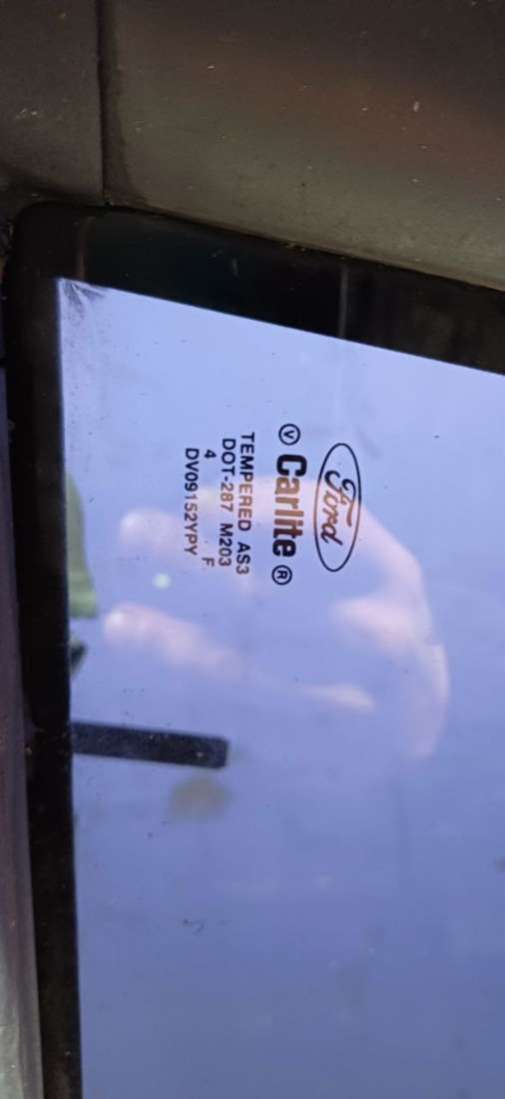 Ford
Ⓥ Carlite ®
TEMPERED AS3
DOT-287 M203
4 F
DV09152YPY